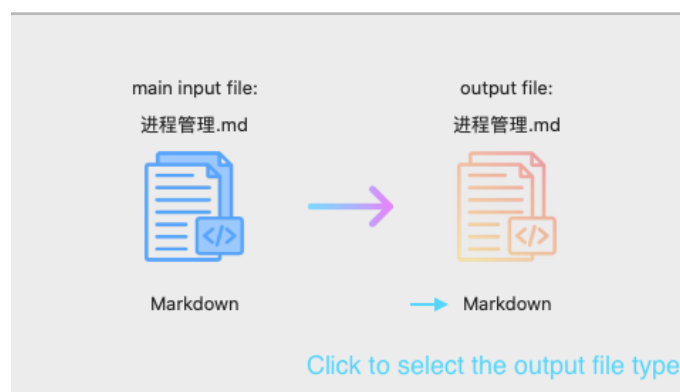 main input file:
output file:
进程管理.md
进程管理.md
</>
</>
Markdown
Markdown
Click to select the output file type